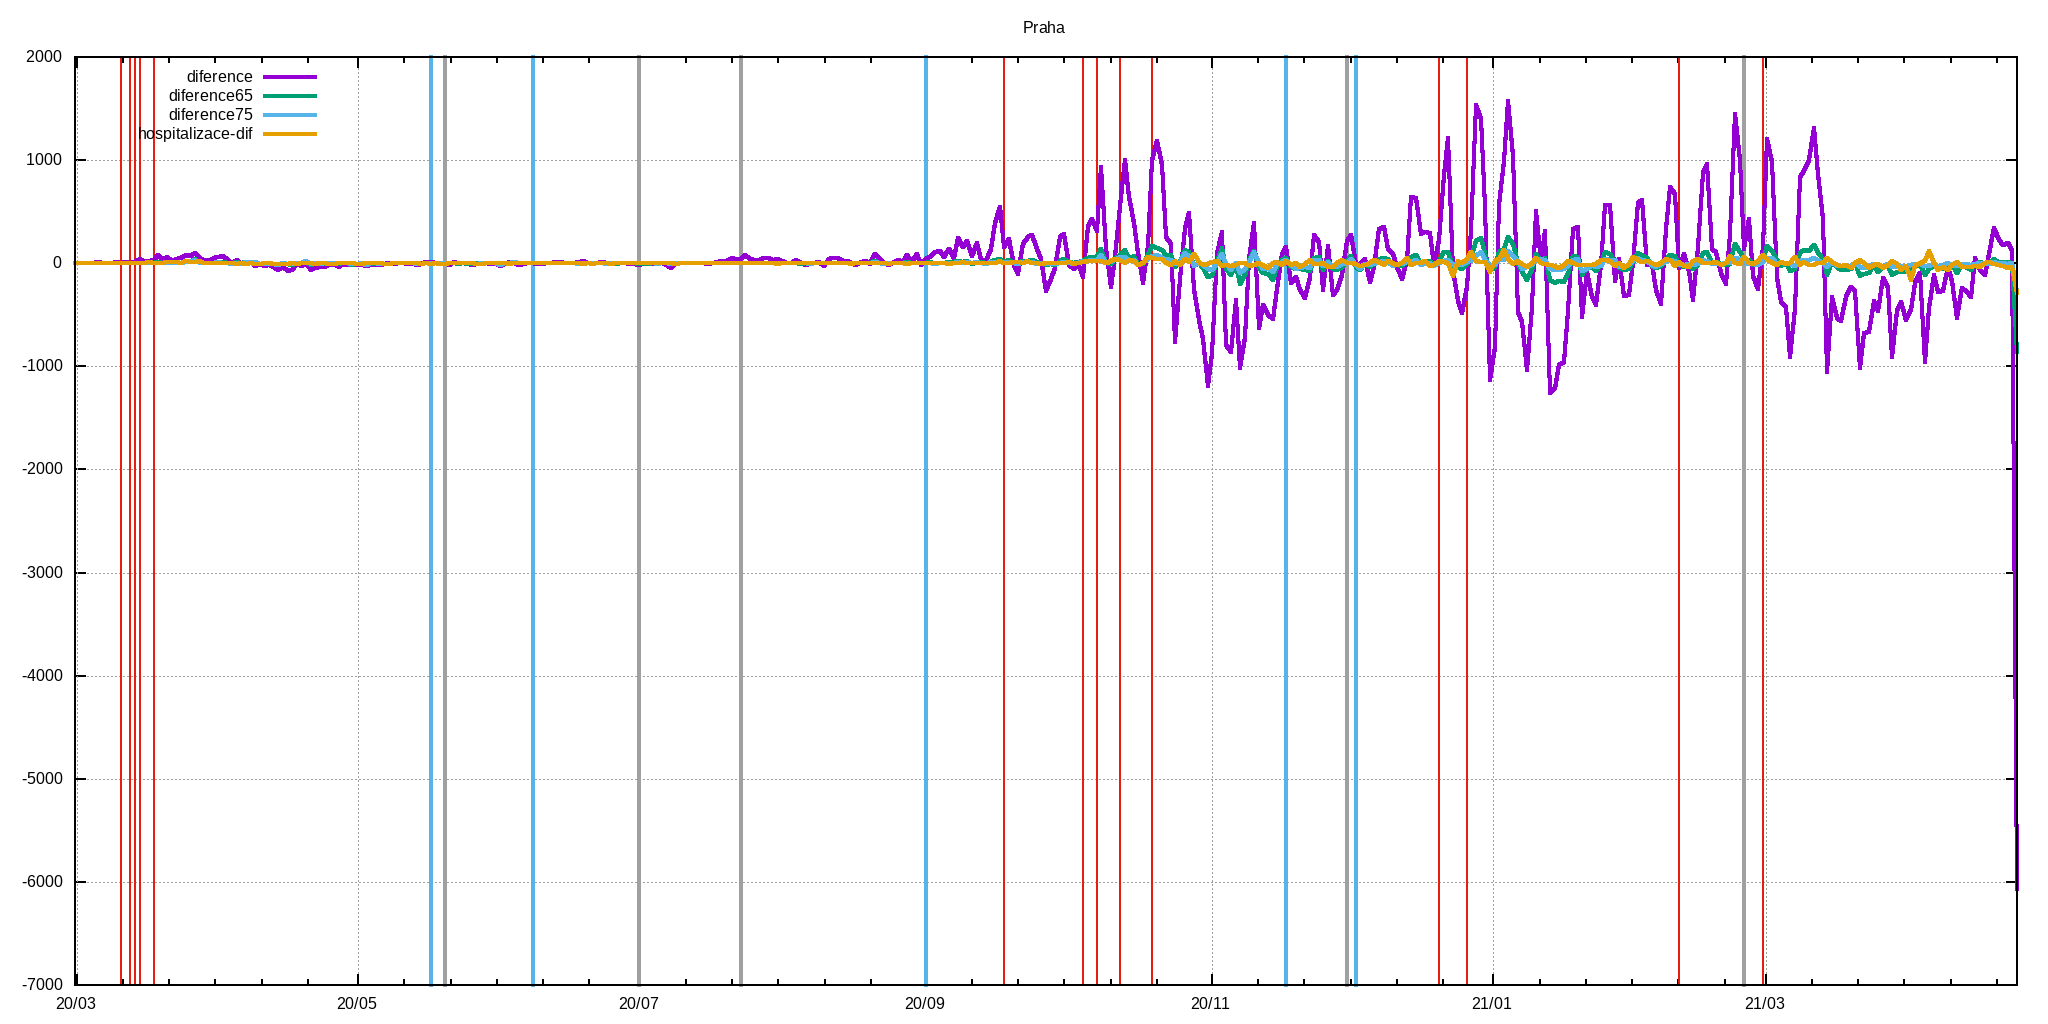 Praha
2000
diference
diference65
diference75
hospitalizace-dif
1000
0
-1000
-2000
-3000
-4000
-5000
-6000
-7000
20/03 20/05 20/07 20/09 20/11 21/01 21/03